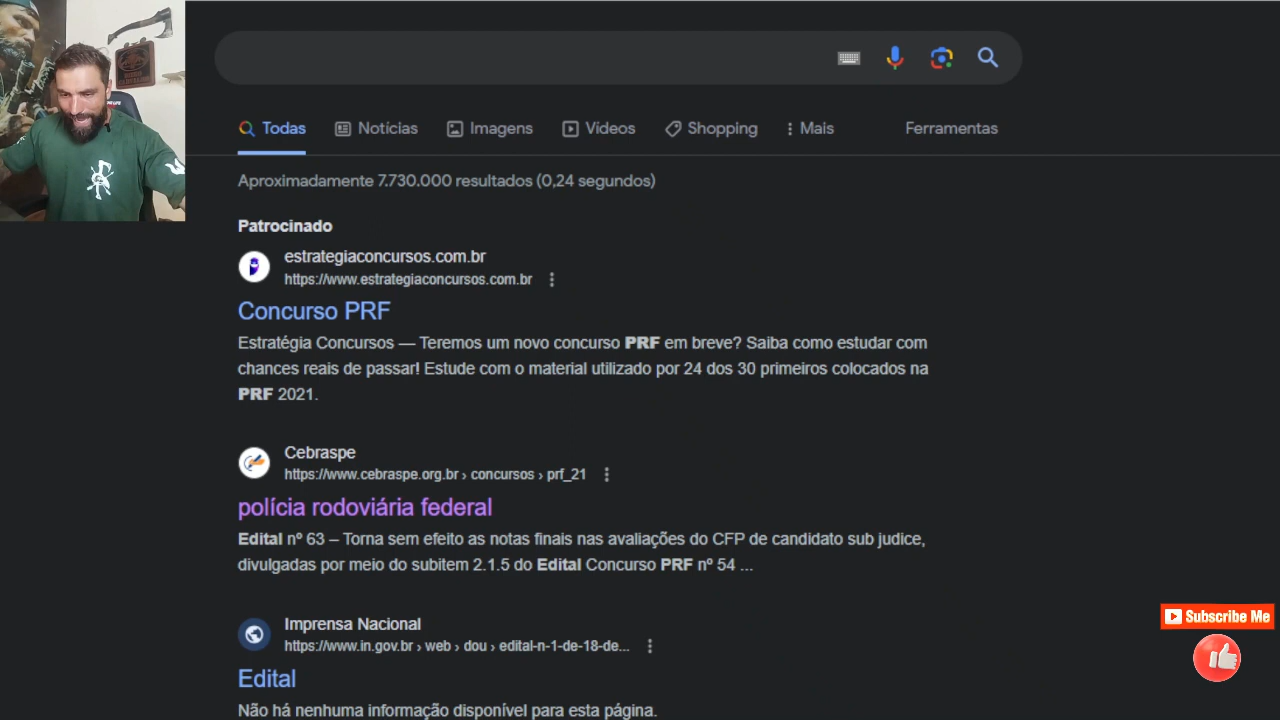 Todas
Notícias
Imagens
Vídeos
Shopping
Mais
Ferramentas
Aproximadamente 7.730.000 resultados (0,24 segundos)
Patrocinado
estrategiaconcursos.com.br
https://www.estrategiaconcursos.com.br
Concurso PRF
Estratégia Concursos — Teremos um novo concurso PRF em breve? Saiba como estudar com
chances reais de passar! Estude com o material utilizado por 24 dos 30 primeiros colocados na
PRF 2021.
Cebraspe
https://www.cebraspe.org.br › concursos › prf_21
polícia rodoviária federal
Edital nº 63 – Torna sem efeito as notas finais nas avaliações do CFP de candidato sub judice,
divulgadas por meio do subitem 2.1.5 do Edital Concurso PRF nº 54 ...
Imprensa Nacional
https://www.in.gov.br › web › dou › edital-n-1-de-18-de...
Edital
Não há nenhuma informação disponível para esta página.
Subscribe Me